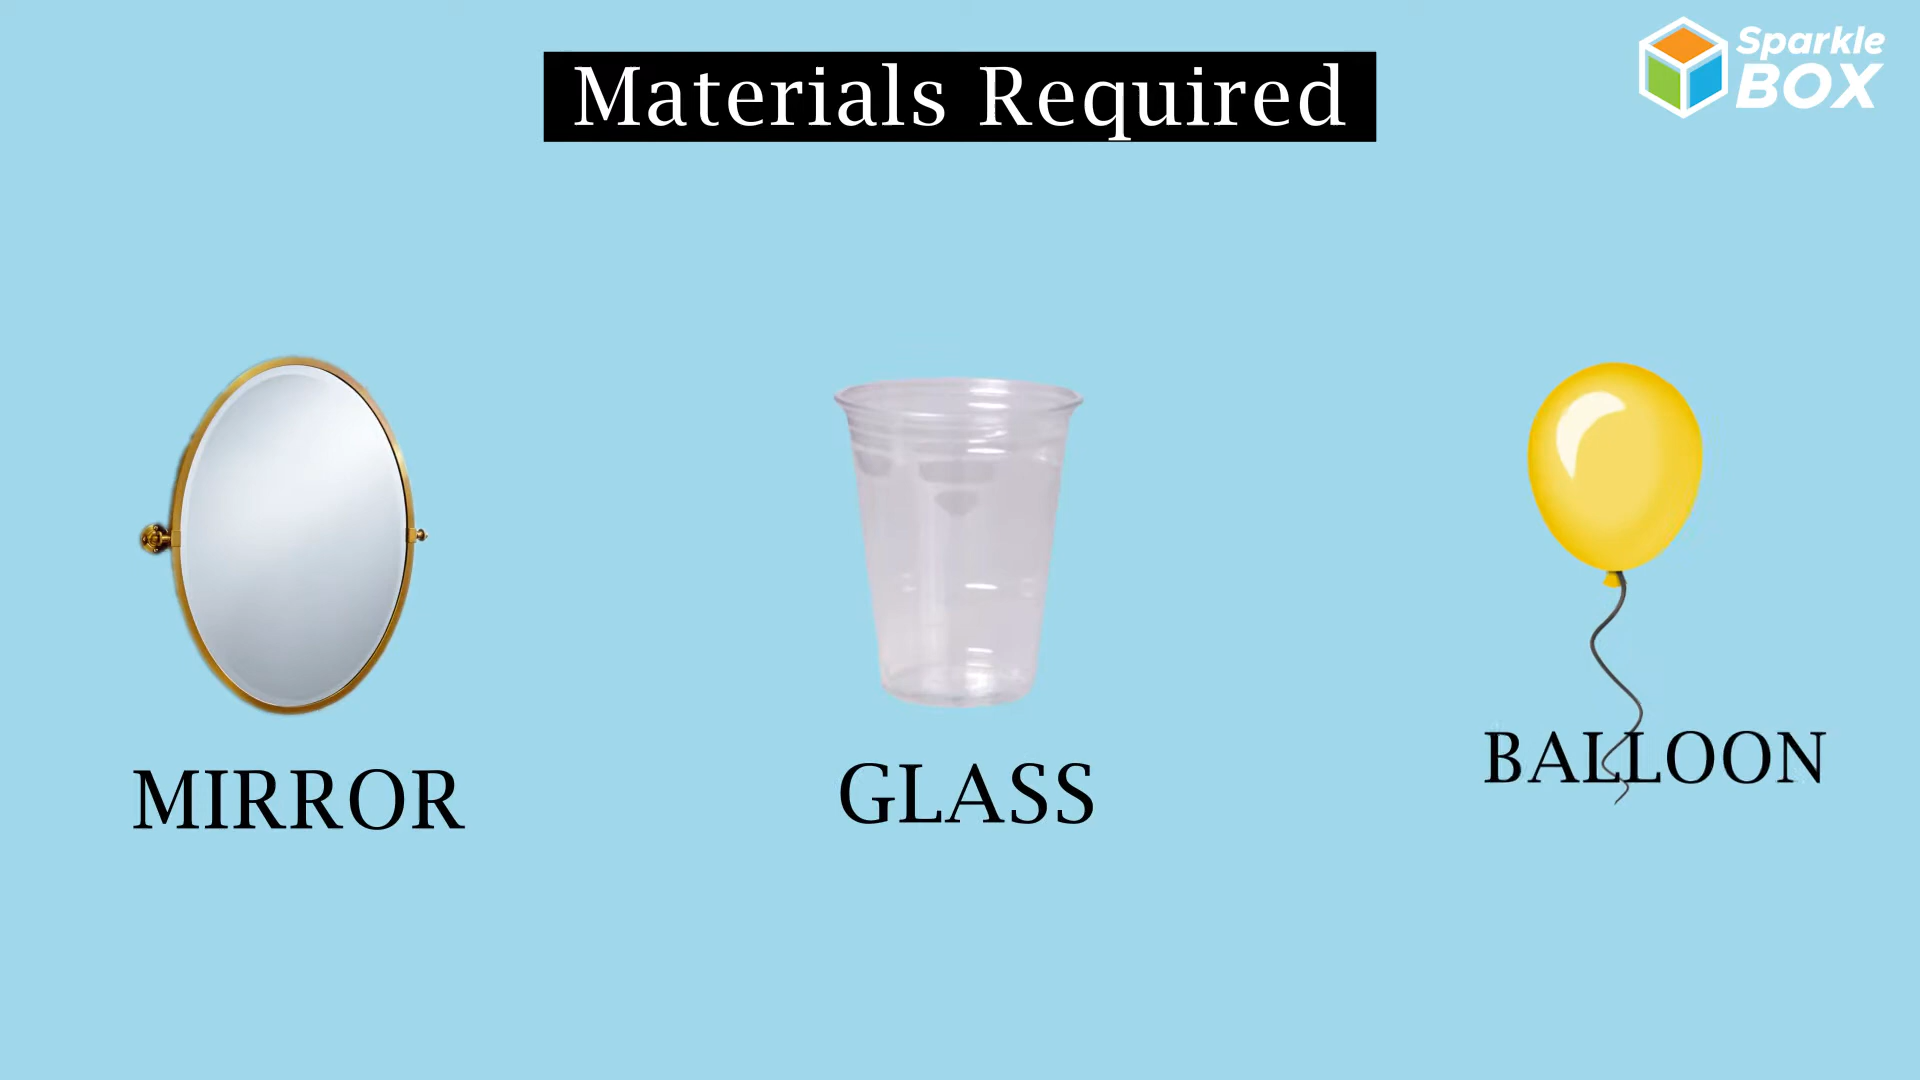 Materials Required
Sparkle
BOX
MIRROR
GLASS
BALLOON